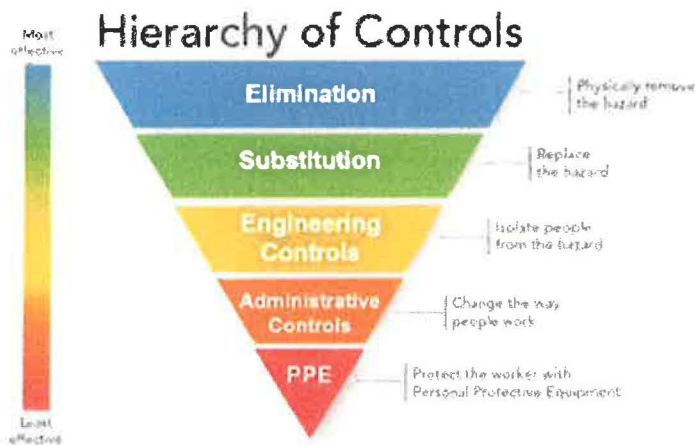 Hierarchy of Controls
Most
effective
Elimination
Physically remove
the hazard
Substitution
Replace
the hazard
Engineering
Controls
Isolate people
from the hazard
Administrative
Controls
Change the way
people work
PPE
Protect the worker with
Personal Protective Equipment
Least
effective